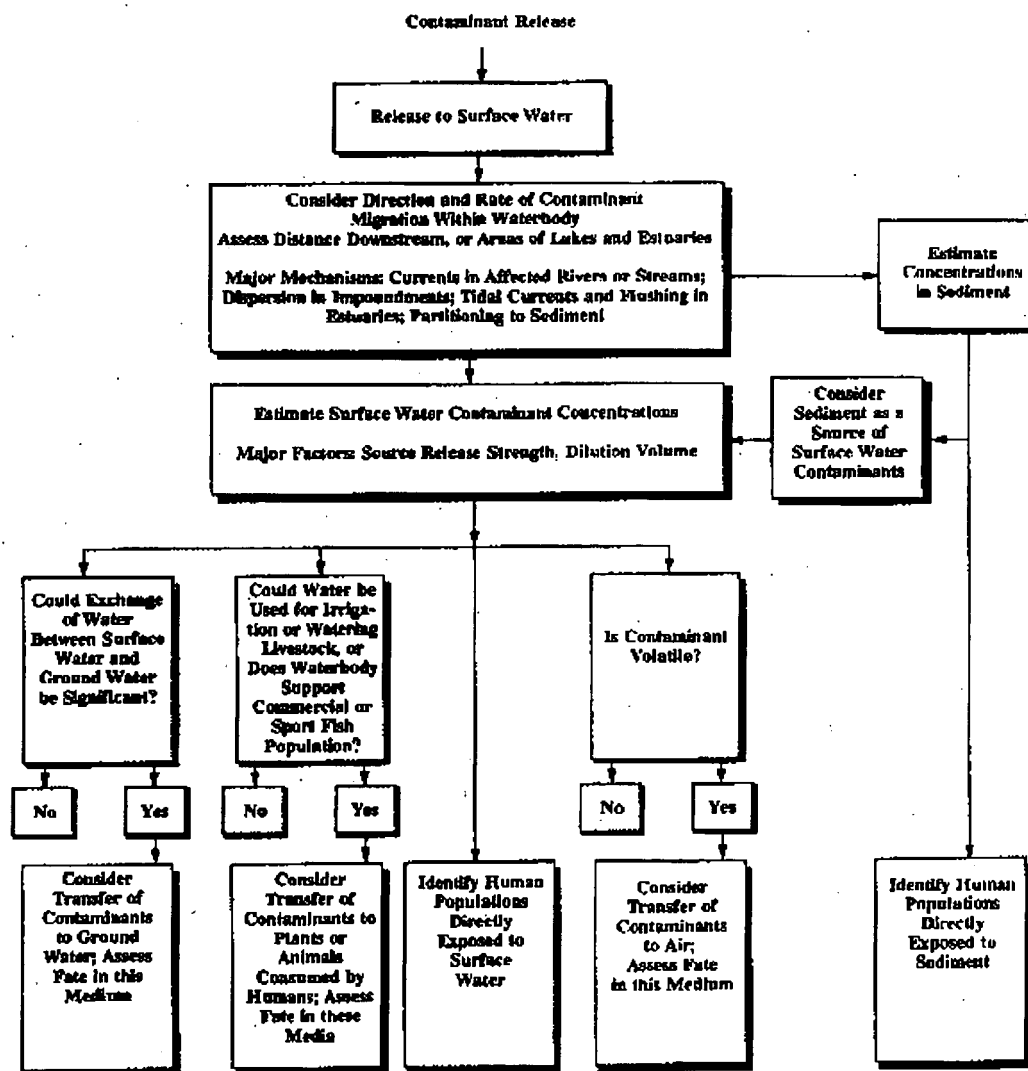 Contaminant Release
Release to Surface Water
Consider Direction and Rate of Contaminant
Migration Within Waterbody
Assess Distance Downstream, or Areas of Lakes and Estuaries
Major Mechanisms: Currents in Affected Rivers or Streams;
Dispersion in Impoundments; Tidal Currents and Flushing in
Estuaries; Partitioning to Sediment
Estimate
Concentrations
in Sediment
Estimate Surface Water Contaminant Concentrations
Major Factors: Source Release Strength, Dilution Volume
Consider
Sediment as a
Source of
Surface Water
Contaminants
Could Exchange
of Water
Between Surface
Water and
Ground Water
be Significant?
Could Water be
Used for Irriga-
tion or Watering
Livestock, or
Does Waterbody
Support
Commercial or
Sport Fish
Population?
Is Contaminant
Volatile?
No
Yes
No
Yes
No
Yes
Consider
Transfer of
Contaminants
to Ground
Water; Assess
Fate in this
Medium
Consider
Transfer of
Contaminants to
Plants or
Animals
Consumed by
Humans; Assess
Fate in these
Media
Identify Human
Populations
Directly
Exposed to
Surface
Water
Consider
Transfer of
Contaminants
to Air;
Assess Fate
in this Medium
Identify Human
Populations
Directly
Exposed to
Sediment